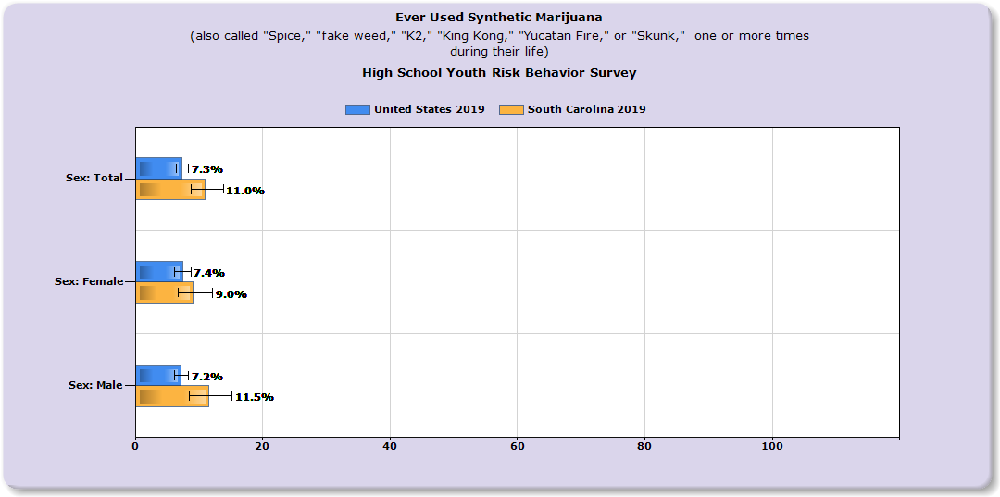 Ever Used Synthetic Marijuana
(also called "Spice," "fake weed," "K2," "King Kong," "Yucatan Fire," or "Skunk,"  one or more times
during their life)
High School Youth Risk Behavior Survey
United States 2019 South Carolina 2019
Sex: Total
7.3%
11.0%
Sex: Female
7.4%
9.0%
Sex: Male
7.2%
11.5%
0 20 40 60 80 100